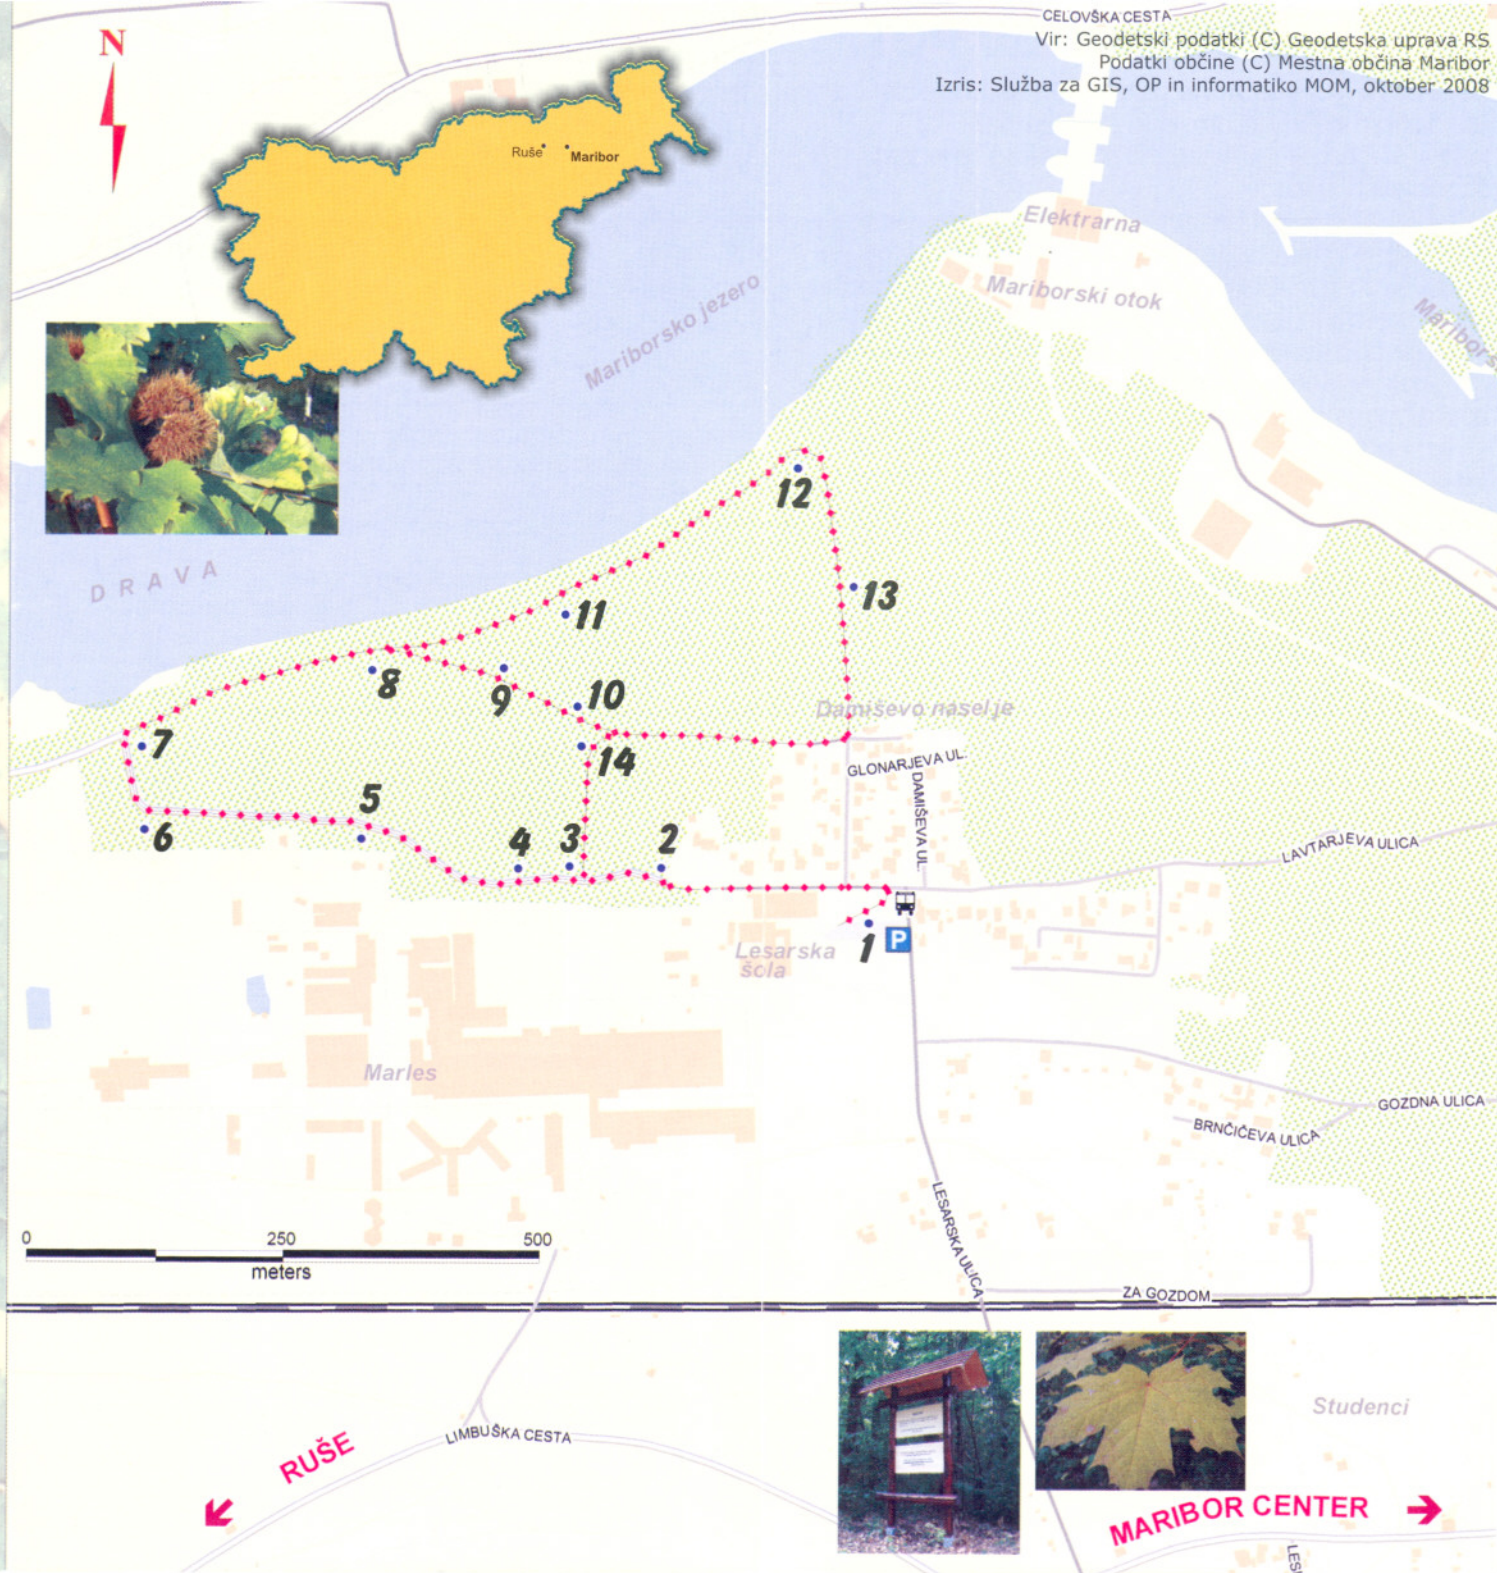 CELOVŠKA CESTA
Vir: Geodetski podatki (C) Geodetska uprava RS
Podatki občine (C) Mestna občina Maribor
Izris: Služba za GIS, OP in informatiko MOM, oktober 2008
N
Ruše
Maribor
Elektrarna
Mariborski otok
Mariborsko jezero
DRAVA
12
13
11
8
9
10
Damiševo naselje
7
14
GLONARJEVA UL.
DAMIŠEVA UL.
5
6
4
3
2
LAVTARJEVA ULICA
1
P
Lesarska
šola
Marles
GOZDNA ULICA
BRNČIČEVA ULICA
LESARSKA ULICA
0 250 500
meters
ZA GOZDOM
Studenci
LIMBUŠKA CESTA
RUŠE
MARIBOR CENTER